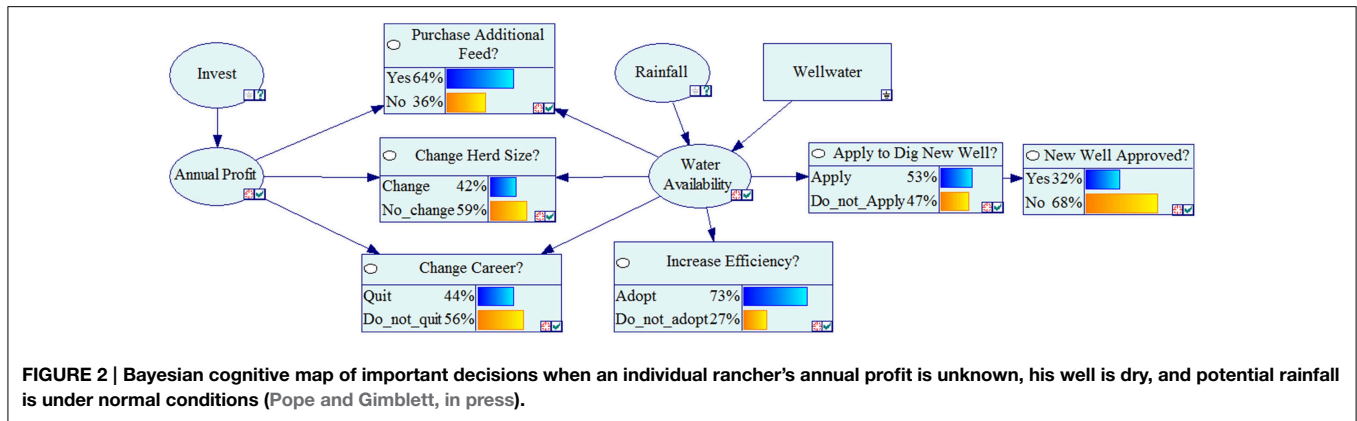 Invest
Purchase Additional
Feed?
Yes 64%
No 36%
Rainfall
?
Wellwater
?
Annual Profit
Change Herd Size?
Change 42%
No_change 59%
Water
Availability
Apply to Dig New Well?
Apply 53%
Do_not_Apply 47%
New Well Approved?
Yes 32%
No 68%
Change Career?
Quit 44%
Do_not_quit 56%
Increase Efficiency?
Adopt 73%
Do_not_adopt 27%
FIGURE 2 | Bayesian cognitive map of important decisions when an individual rancher's annual profit is unknown, his well is dry, and potential rainfall
is under normal conditions (Pope and Gimblett, in press).